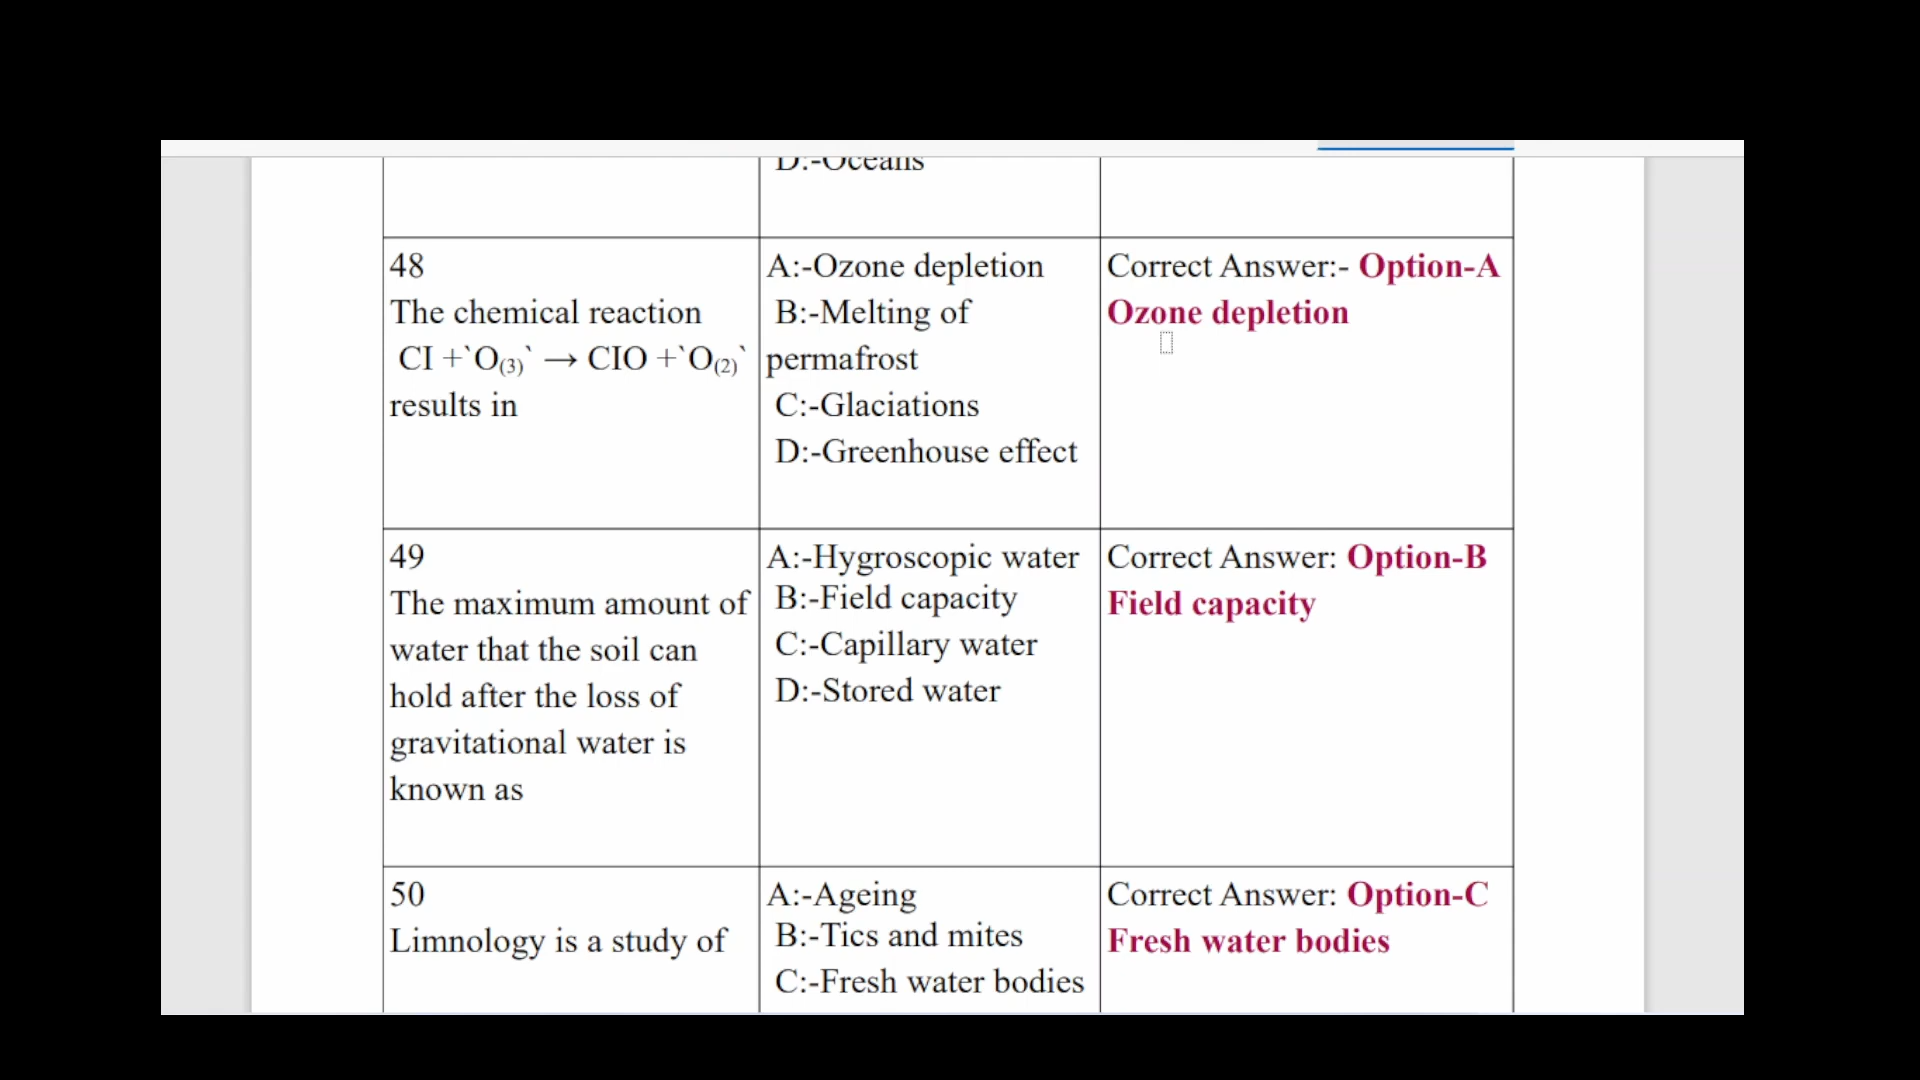 D:-Oceans
48
The chemical reaction
CI +`O(3)` → CIO +`O(2)`
results in
A:-Ozone depletion
B:-Melting of
permafrost
C:-Glaciations
D:-Greenhouse effect
Correct Answer:- Option-A
Ozone depletion
49
The maximum amount of
water that the soil can
hold after the loss of
gravitational water is
known as
A:-Hygroscopic water
B:-Field capacity
C:-Capillary water
D:-Stored water
Correct Answer: Option-B
Field capacity
50
Limnology is a study of
A:-Ageing
B:-Tics and mites
C:-Fresh water bodies
Correct Answer: Option-C
Fresh water bodies